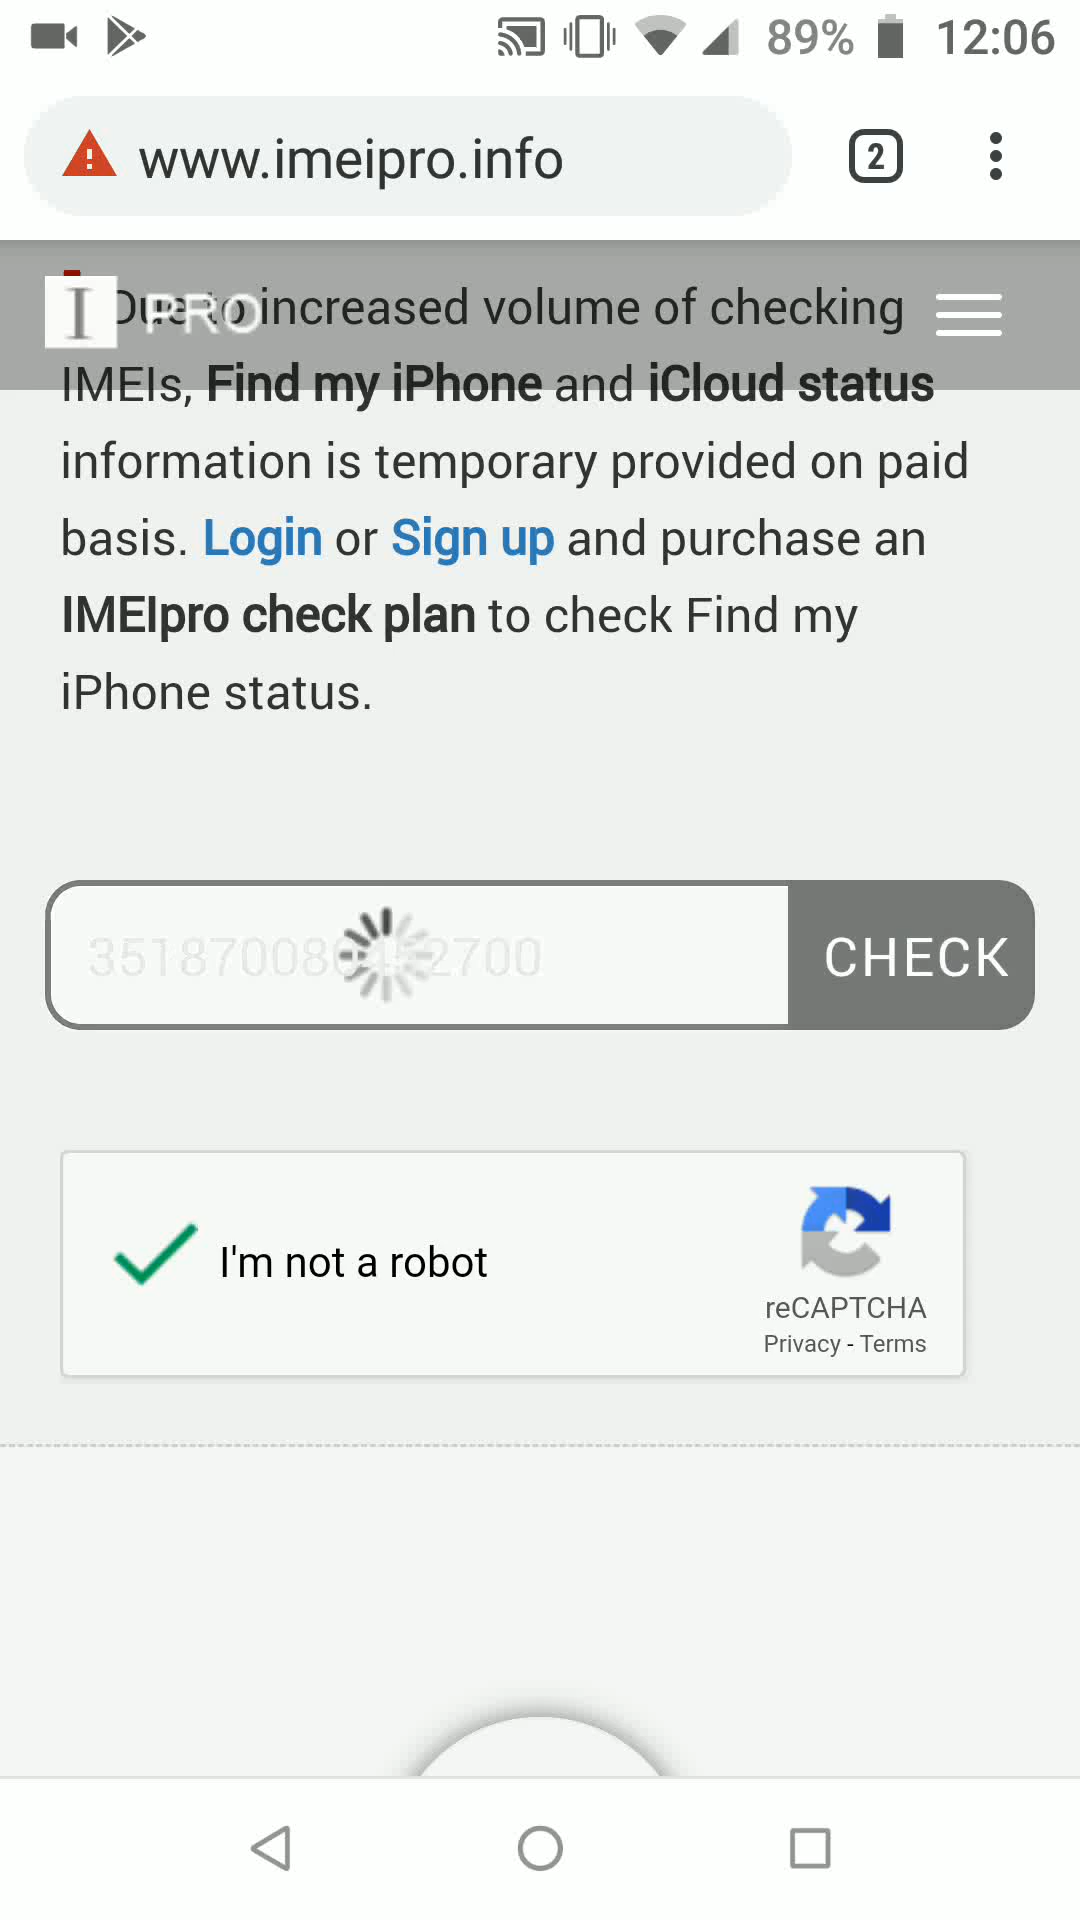 89% 12:06
www.imeipro.info
2
I PRO
Due to increased volume of checking
IMEIs, Find my iPhone and iCloud status
information is temporary provided on paid
basis. Login or Sign up and purchase an
IMEIpro check plan to check Find my
iPhone status.
CHECK
I'm not a robot
reCAPTCHA
Privacy - Terms